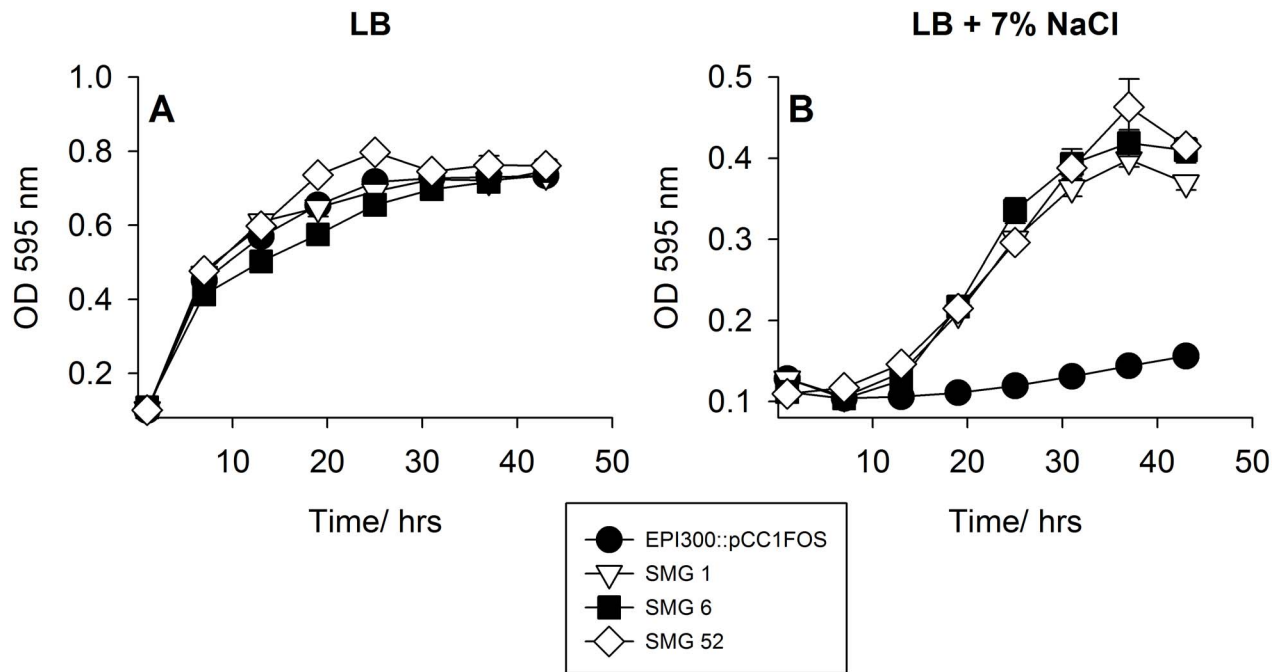 LB
A
1.0
0.8
0.6
0.4
0.2
OD 595 nm
10 20 30 40 50
Time/ hrs
LB + 7% NaCl
B
0.5
0.4
0.3
0.2
0.1
OD 595 nm
10 20 30 40 50
Time/ hrs
EPI300::pCC1FOS
SMG 1
SMG 6
SMG 52